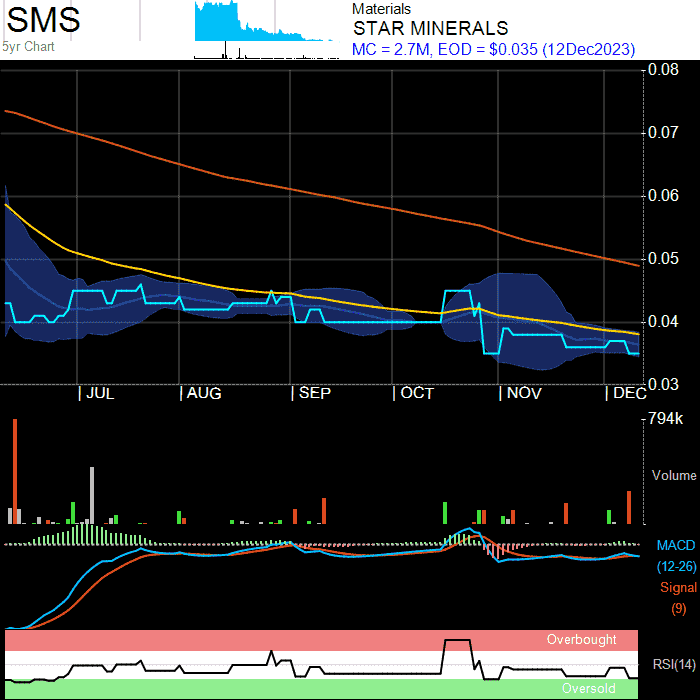 SMS
5yr Chart
Materials
STAR MINERALS
MC = 2.7M, EOD = $0.035 (12Dec2023)
0.08
0.07
0.06
0.05
0.04
0.03
JUL
AUG
SEP
OCT
NOV
DEC
794k
Volume
MACD
(12-26)
Signal
(9)
Overbought
RSI(14)
Oversold